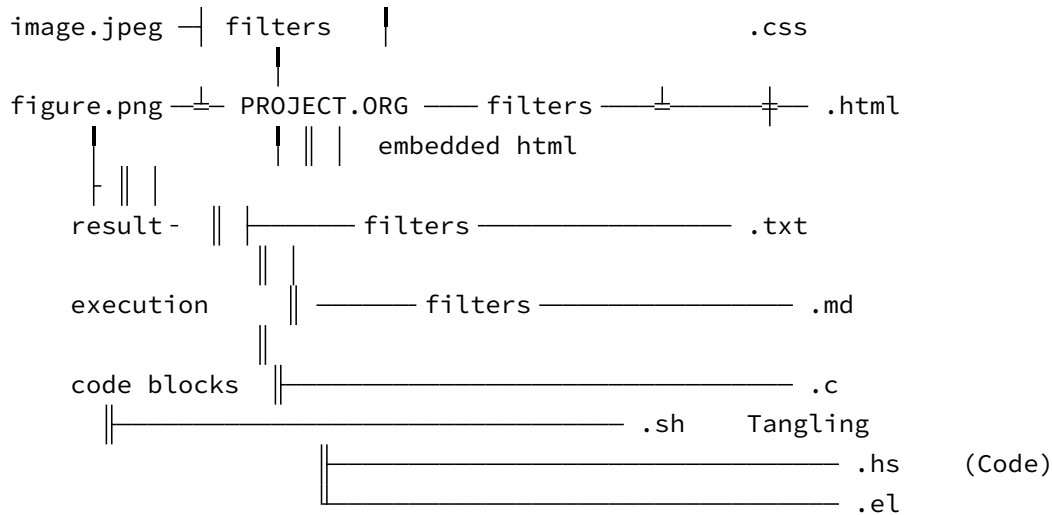 image.jpeg filters .css
figure.png PROJECT.ORG filters .html
embedded html
result- filters .txt
execution filters .md
code blocks .c
.sh Tangling
.hs (Code)
.el